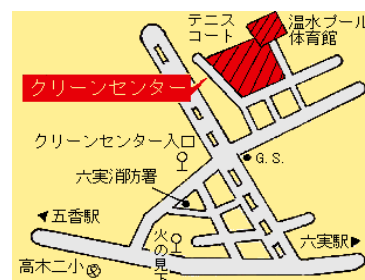 テニス
コート
温水プール
体育館
クリーンセンター
クリーンセンター入口
G.S.
六実消防署
五香駅
火の見下
六実駅
高木二小